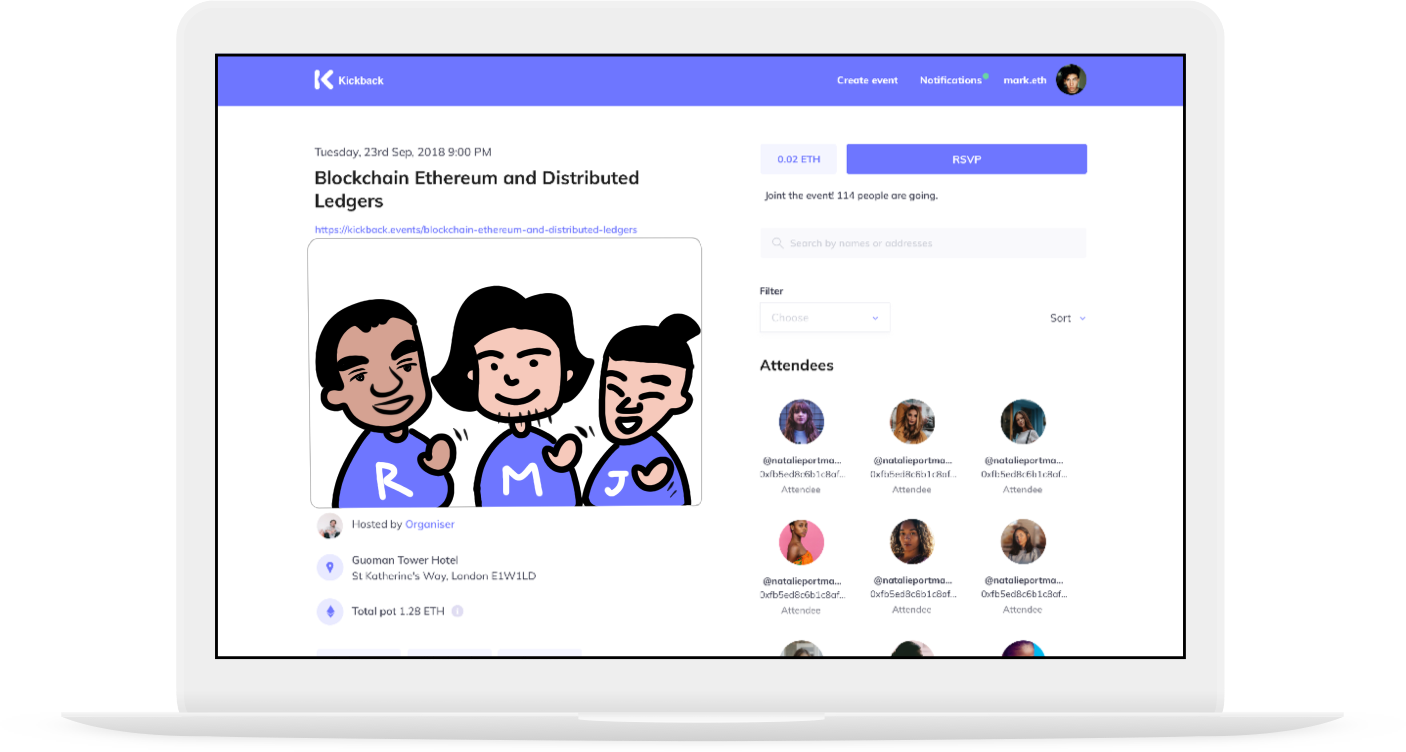 Kickback
Create event
Notifications
mark.eth
Tuesday, 23rd Sep, 2018 9:00 PM
Blockchain Ethereum and Distributed
Ledgers
https://kickback.events/blockchain-ethereum-and-distributed-ledgers
R
M
J
Hosted by Organiser
Guoman Tower Hotel
St Katherine's Way, London E1W1LD
Total pot 1.28 ETH
0.02 ETH
RSVP
Joint the event! 114 people are going.
Search by names or addresses
Filter
Choose
Sort
Attendees
@natalieportma... @natalieportma... @natalieportma...
0xfb5ed8c6b1c8af... 0xfb5ed8c6b1c8af... 0xfb5ed8c6b1c8af...
Attendee Attendee Attendee
@natalieportma... @natalieportma... @natalieportma...
0xfb5ed8c6b1c8af... 0xfb5ed8c6b1c8af... 0xfb5ed8c6b1c8af...
Attendee Attendee Attendee